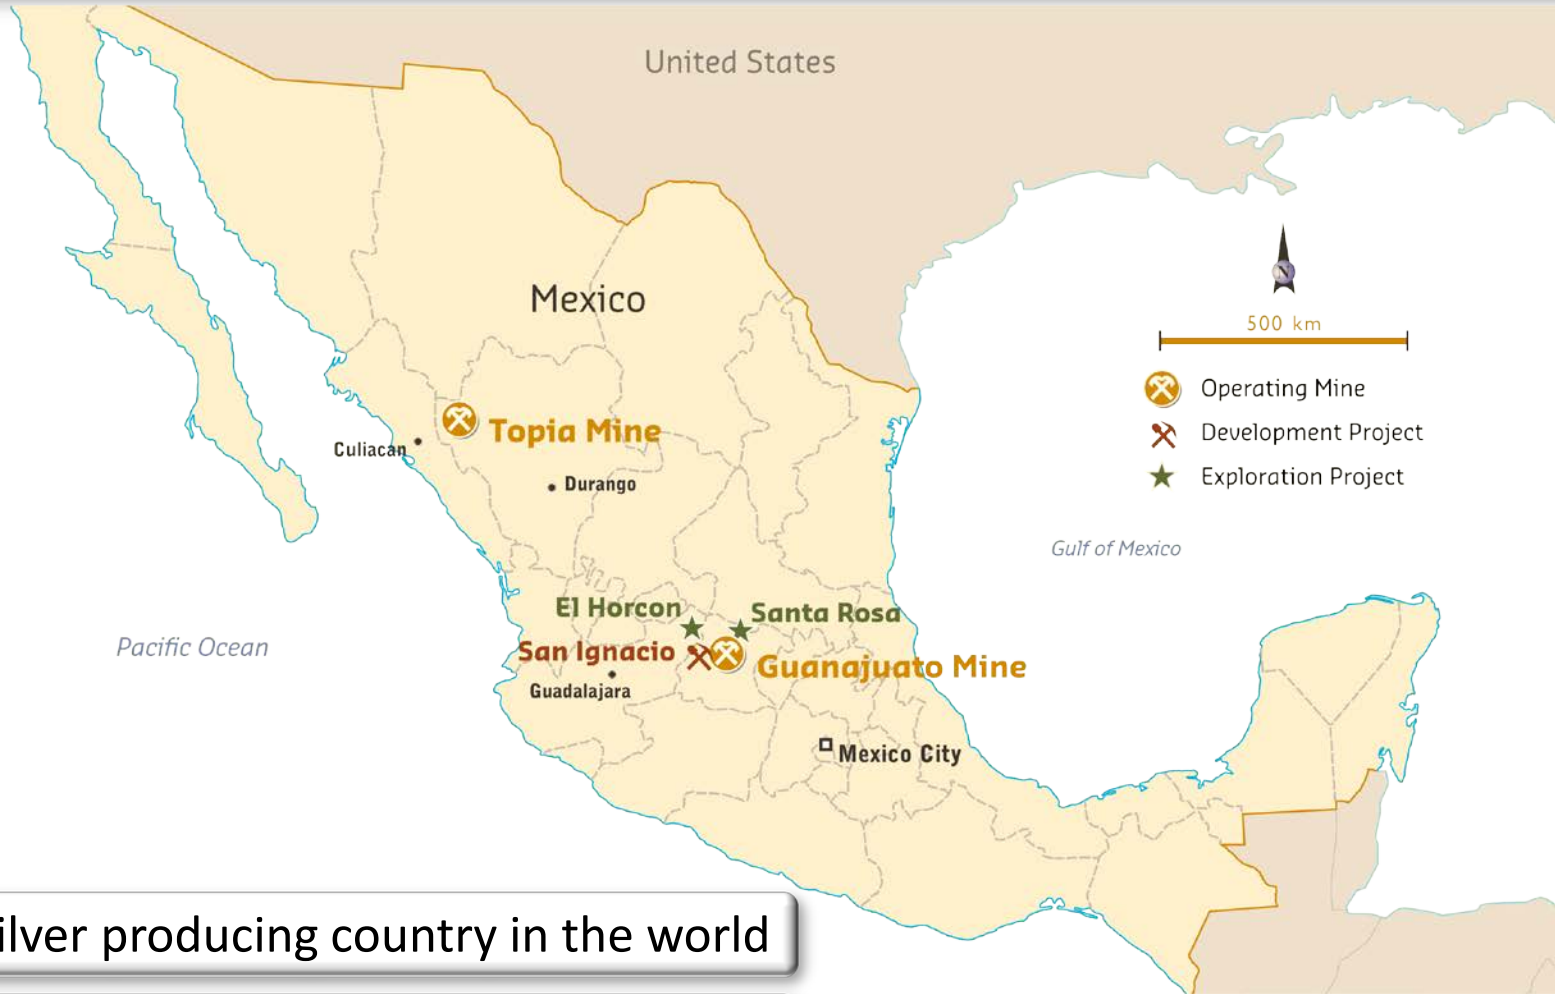 United States
Mexico
N
500 km
Operating Mine
Development Project
Exploration Project
Topia Mine
Culiacan
Durango
Gulf of Mexico
El Horcon
Santa Rosa
Pacific Ocean
San Ignacio
Guanajuato Mine
Guadalajara
Mexico City
ilver producing country in the world